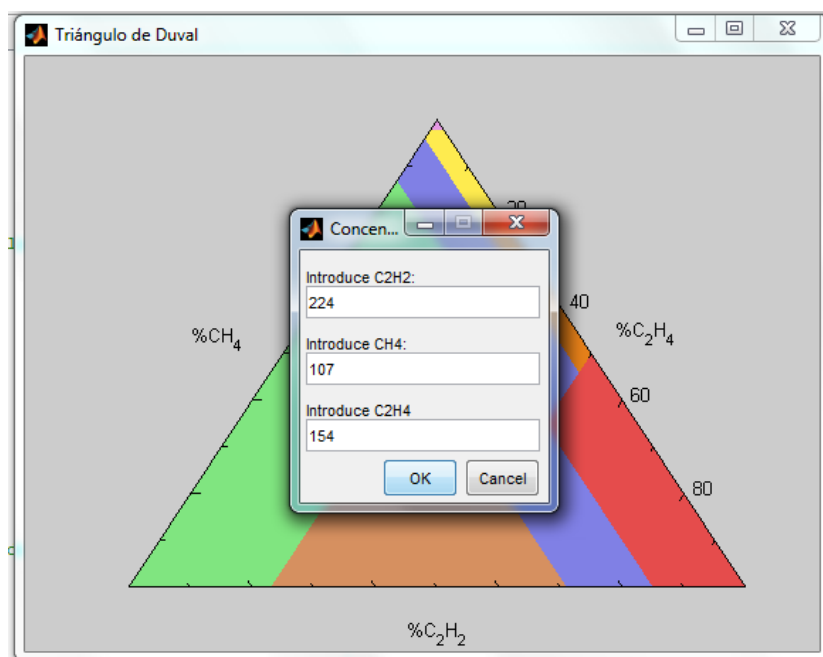 Triángulo de Duval
Concen...
Introduce C2H2:
224
Introduce CH4:
107
Introduce C2H4
154
OK Cancel
40
%CH₄
%C₂H₄
60
80
%C₂H₂